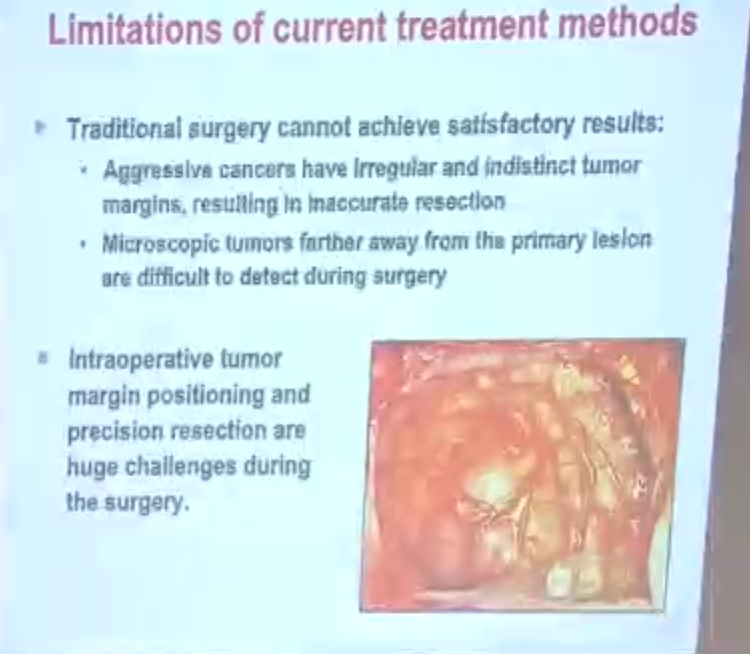 Limitations of current treatment methods
Traditional surgery cannot achieve satisfactory results:
Aggressive cancers have irregular and indistinct tumor
margins, resulting in inaccurate resection
Microscopic tumors farther away from the primary lesion
are difficult to detect during surgery
Intraoperative tumor
margin positioning and
precision resection are
huge challenges during
the surgery.